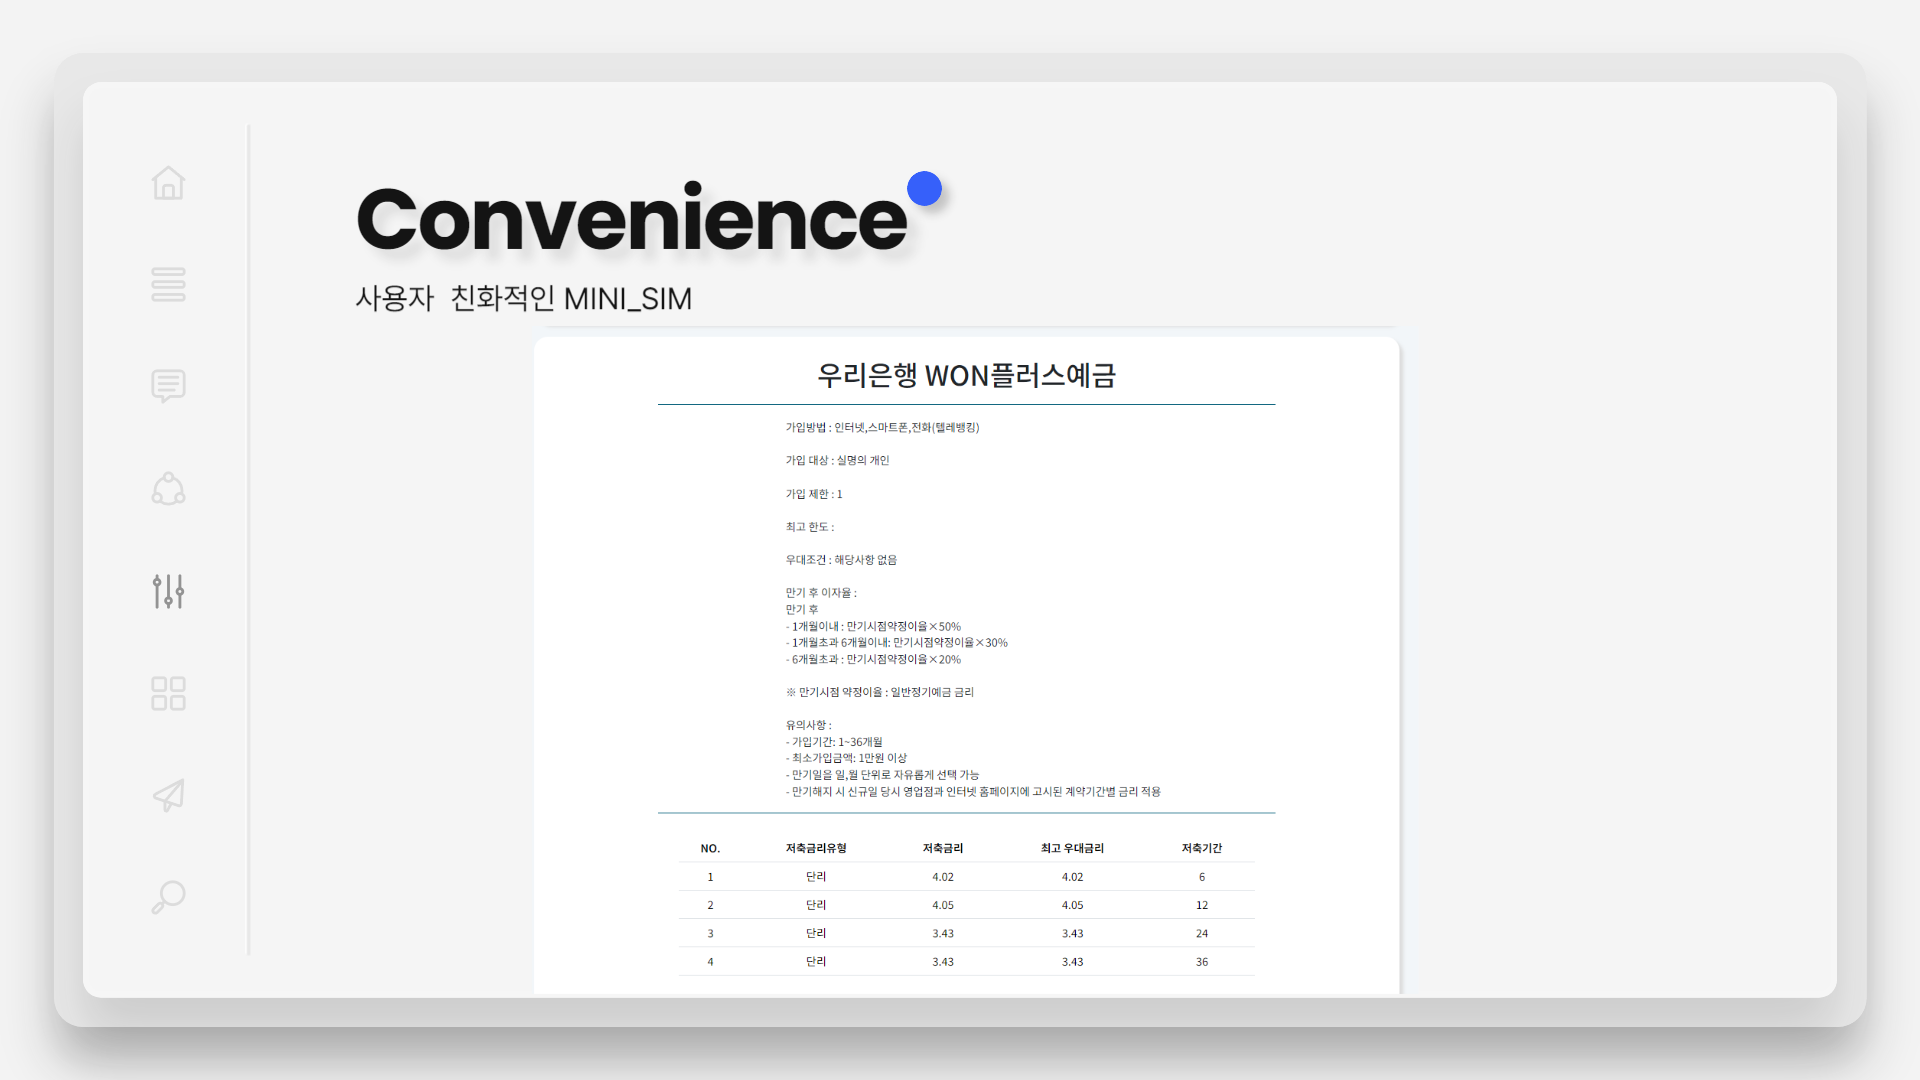 Convenience
사용자 친화적인 MINI_SIM
우리은행 WON플러스예금
가입방법 : 인터넷,스마트폰,전화(텔레뱅킹)
가입 대상 : 실명의 개인
가입 제한 : 1
최고 한도 :
우대조건 : 해당사항 없음
만기 후 이자율 :
만기 후
- 1개월이내 : 만기시점약정이율×50%
- 1개월초과 6개월이내: 만기시점약정이율×30%
- 6개월초과 : 만기시점약정이율×20%
※ 만기시점 약정이율 : 일반정기예금 금리
유의사항 :
- 가입기간: 1~36개월
- 최소가입금액: 1만원 이상
- 만기일을 일,월 단위로 자유롭게 선택 가능
- 만기해지 시 신규일 당시 영업점과 인터넷 홈페이지에 고시된 계약기간별 금리 적용
NO. 저축금리유형 저축금리 최고 우대금리 저축기간
1 단리 4.02 4.02 6
2 단리 4.05 4.05 12
3 단리 3.43 3.43 24
4 단리 3.43 3.43 36